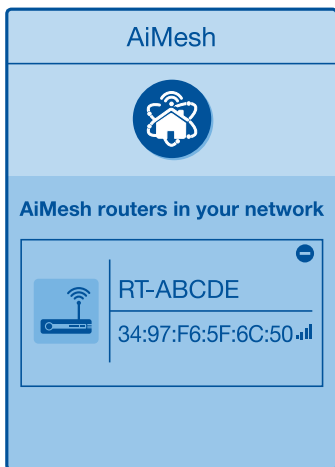 AiMesh
AiMesh routers in your network
RT-ABCDE
34:97:F6:5F:6C:50